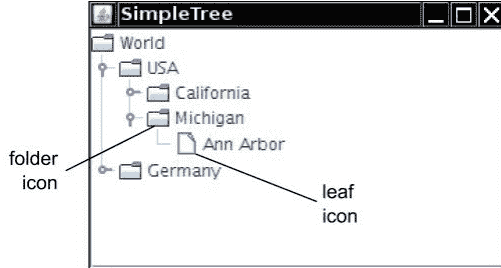 SimpleTree
World
USA
California
Michigan
Ann Arbor
Germany
folder
icon
leaf
icon